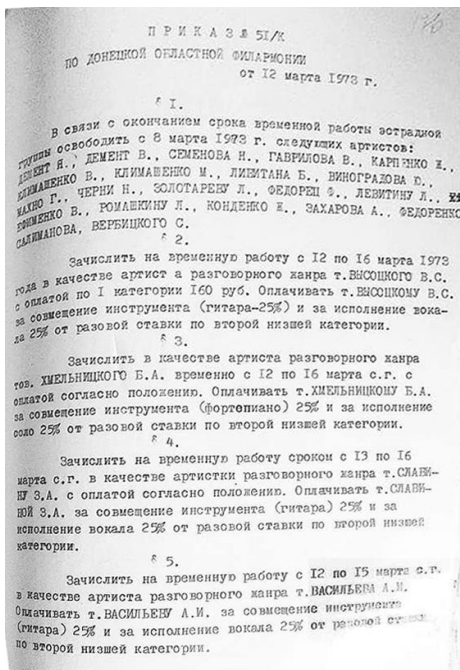 П Р И К А З № 51/К
ПО ДОНЕЦКОЙ ОБЛАСТНОЙ ФИЛАРМОНИИ
от 12 марта 1973 г.
§ 1.
В связи с окончанием срока временной работы эстрадной
группы освободить с 8 марта 1973 г. следующих артистов:
ДЕМЕНТ Я., ДЕМЕНТ В., СЕМЕНОВА Н., ГАВРИЛОВА В., КАРПЕНКО Ж.,
КЛИМАШЕНКО В., КЛИМАШЕНКО М., ЛИВИТАНА Б., ВИНОГРАДОВА Ю.,
МАХНО Г., ЧЕРНИ Н., ЗОЛОТАРЕВУ Л., ФЕДОРЕЦ Ф., ЛЕВИТИНУ Л.,
ЕФИМЕНКО В., РОМАШКИНУ Л., КОНДЕНКО Ж., ЗАХАРОВА А., ФЕДОРЕНКО
САЛИМАНОВА, ВЕРБИЦКОГО С.
§ 2.
Зачислить на временную работу с 12 по 16 марта 1973
года в качестве артист а разговорного жанра т.ВЫСОЦКОГО В.С.
с оплатой по I категории 160 руб. Оплачивать т.ВЫСОЦКОМУ В.С.
за совмещение инструмента (гитара-25%) и за исполнение вока-
ла 25% от разовой ставки по второй низшей категории.
§ 3.
Зачислить в качестве артиста разговорного жанра
тов. ХМЕЛЬНИЦКОГО Б.А. временно с 12 по 16 марта с.г. с
оплатой согласно положению. Оплачивать т.ХМЕЛЬНИЦКОМУ Б.А.
за совмещение инструмента (фортопиано) 25% и за исполнение
соло 25% от разовой ставки по второй низшей категории.
§ 4.
Зачислить на временную работу сроком с 13 по 16
марта с.г. в качестве артистки разговорного жанра т.СЛАВИ-
НУ З.А. с оплатой согласно положению. Оплачивать т.СЛАВИ-
НОЙ З.А. за совмещение инструмента (гитара) 25% и за
исполнение вокала 25% от разовой ставки по второй низшей
категории.
§ 5.
Зачислить на временную работу с 12 по 15 марта с.г.
в качестве артиста разговорного жанра т.ВАСИЛЬЕВА А.И.
Оплачивать т.ВАСИЛЬЕВУ А.И. за совмещение инструмента
(гитара) 25% и за исполнение вокала 25% от разовой ставки
по второй низшей категории.